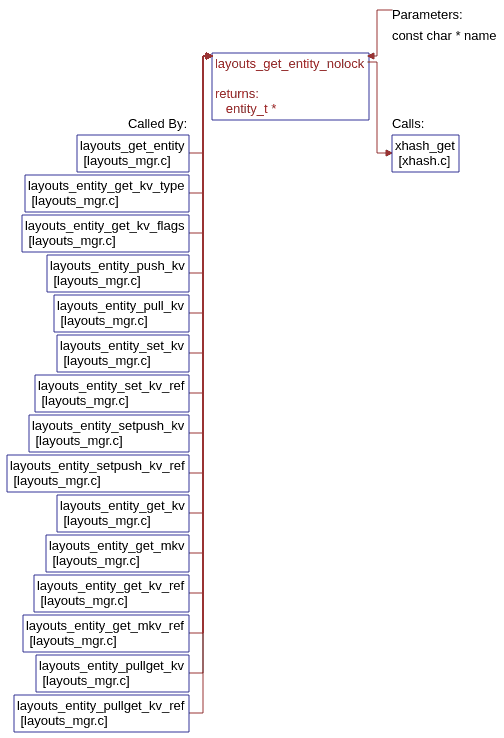 Parameters:
const char * name
layouts_get_entity_nolock
returns:
entity_t *
Called By:
layouts_get_entity
[layouts_mgr.c]
layouts_entity_get_kv_type
[layouts_mgr.c]
layouts_entity_get_kv_flags
[layouts_mgr.c]
layouts_entity_push_kv
[layouts_mgr.c]
layouts_entity_pull_kv
[layouts_mgr.c]
layouts_entity_set_kv
[layouts_mgr.c]
layouts_entity_set_kv_ref
[layouts_mgr.c]
layouts_entity_setpush_kv
[layouts_mgr.c]
layouts_entity_setpush_kv_ref
[layouts_mgr.c]
layouts_entity_get_kv
[layouts_mgr.c]
layouts_entity_get_mkv
[layouts_mgr.c]
layouts_entity_get_kv_ref
[layouts_mgr.c]
layouts_entity_get_mkv_ref
[layouts_mgr.c]
layouts_entity_pullget_kv
[layouts_mgr.c]
layouts_entity_pullget_kv_ref
[layouts_mgr.c]
Calls:
xhash_get
[xhash.c]